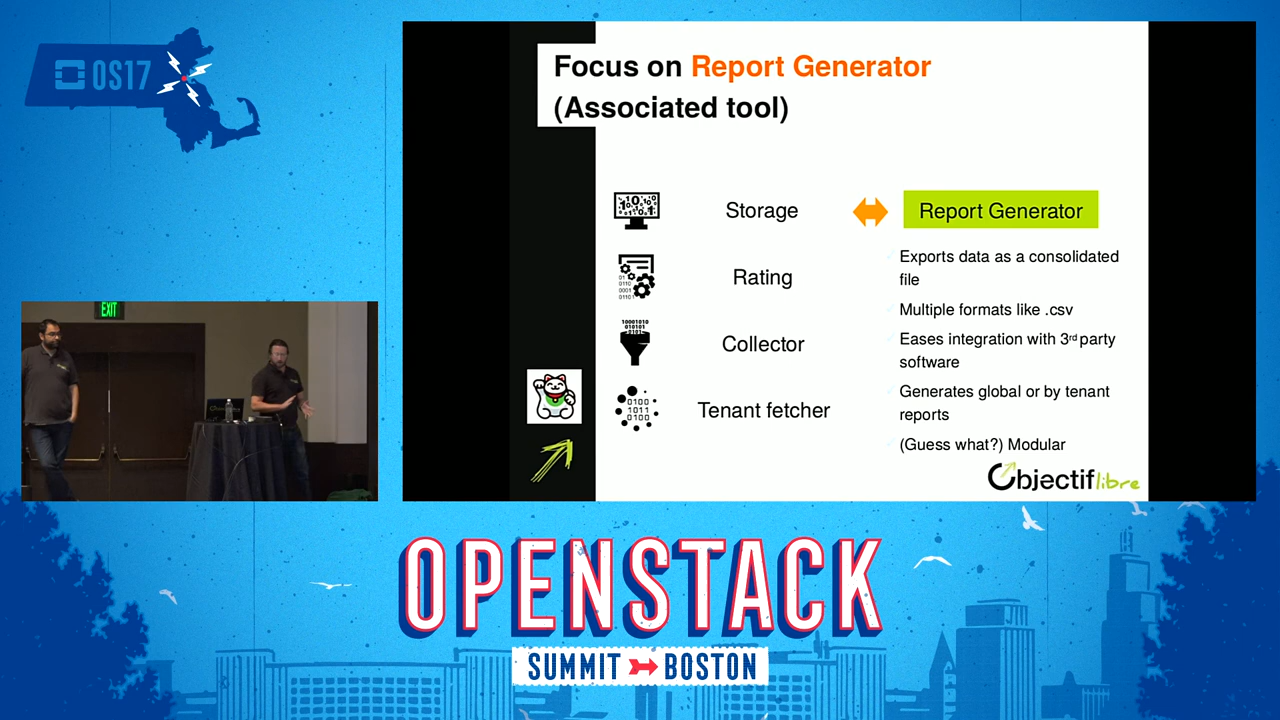 OS17
Focus on Report Generator
(Associated tool)
Storage
Report Generator
Rating
Collector
Tenant fetcher
Exports data as a consolidated
file
Multiple formats like .csv
Eases integration with 3rd party
software
Generates global or by tenant
reports
(Guess what?) Modular
Objectif libre
EXIT
OPENSTACK
SUMMIT BOSTON